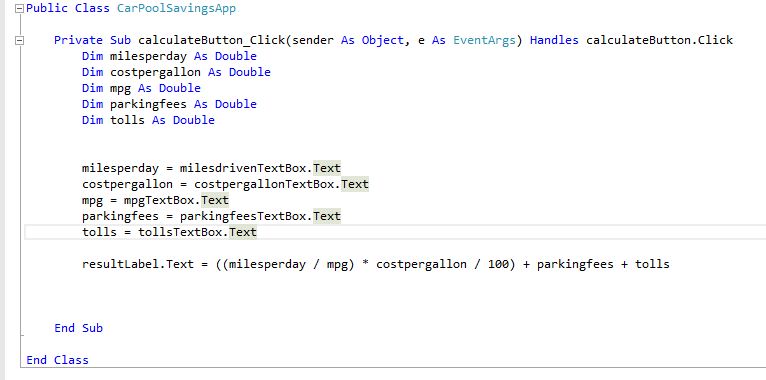 Public Class CarPoolSavingsApp
Private Sub calculateButton_Click(sender As Object, e As EventArgs) Handles calculateButton.Click
Dim milesperday As Double
Dim costpergallon As Double
Dim mpg As Double
Dim parkingfees As Double
Dim tolls As Double
milesperday = milesdrivenTextBox.Text
costpergallon = costpergallonTextBox.Text
mpg = mpgTextBox.Text
parkingfees = parkingfeesTextBox.Text
tolls = tollsTextBox.Text
resultLabel.Text = ((milesperday / mpg) * costpergallon / 100) + parkingfees + tolls
End Sub
End Class